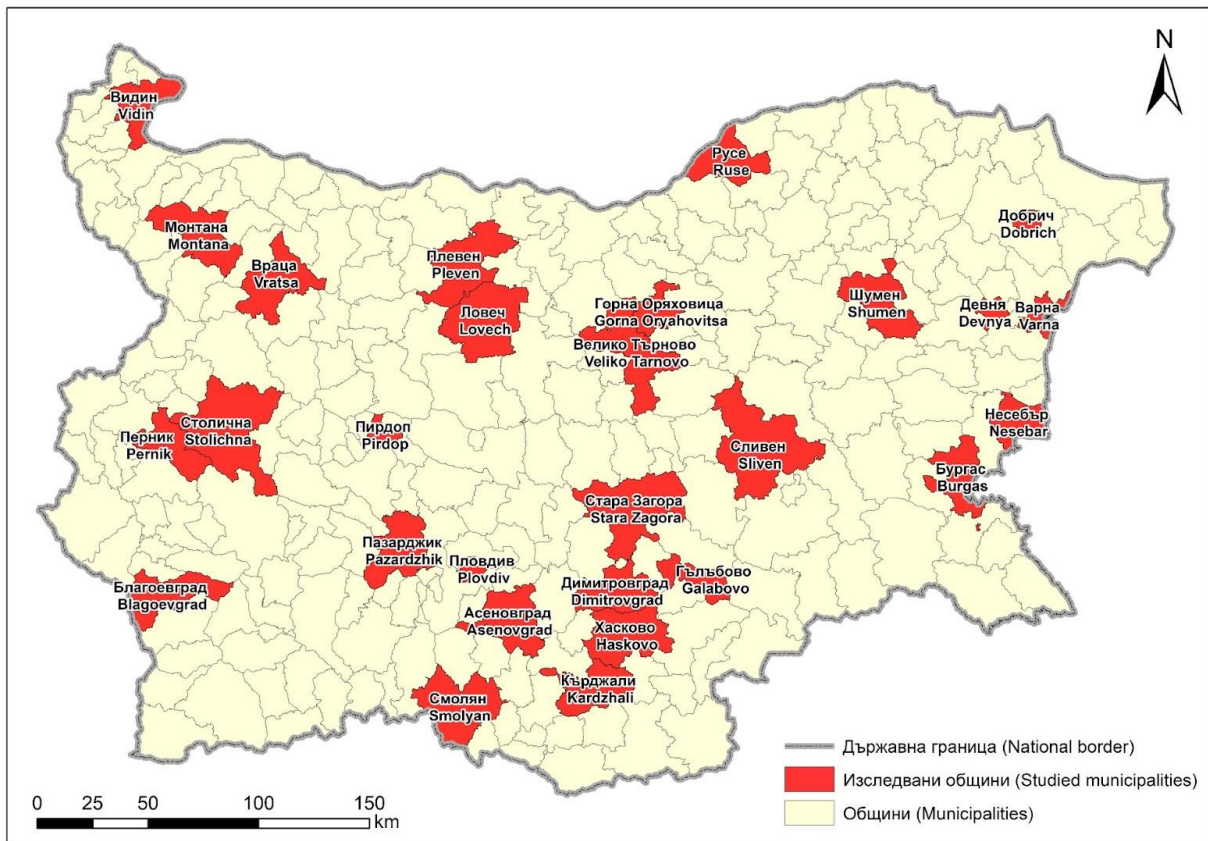 N
Видин
Vidin
Русе
Ruse
Добрич
Dobrich
Монтана
Montana
Враца
Vratsa
Плевен
Pleven
Ловеч
Lovech
Горна Оряховица
Gorna Oryahovitsa
Велико Търново
Veliko Tarnovo
Шумен
Shumen
Девня
Devnya
Варна
Varna
Столична
Stolichna
Перник
Pernik
Пирдоп
Pirdop
Сливен
Sliven
Несебър
Nesebar
Бургас
Burgas
Стара Загора
Stara Zagora
Пазарджик
Pazardzhik
Пловдив
Plovdiv
Димитровград
Dimitrovgrad
Гълъбово
Galabovo
Благоевград
Blagoevgrad
Асеновград
Asenovgrad
Хасково
Haskovo
Кърджали
Kardzhali
Смолян
Smolyan
Държавна граница (National border)
Изследвани общини (Studied municipalities)
Общини (Municipalities)
0 25 50 100 150
km